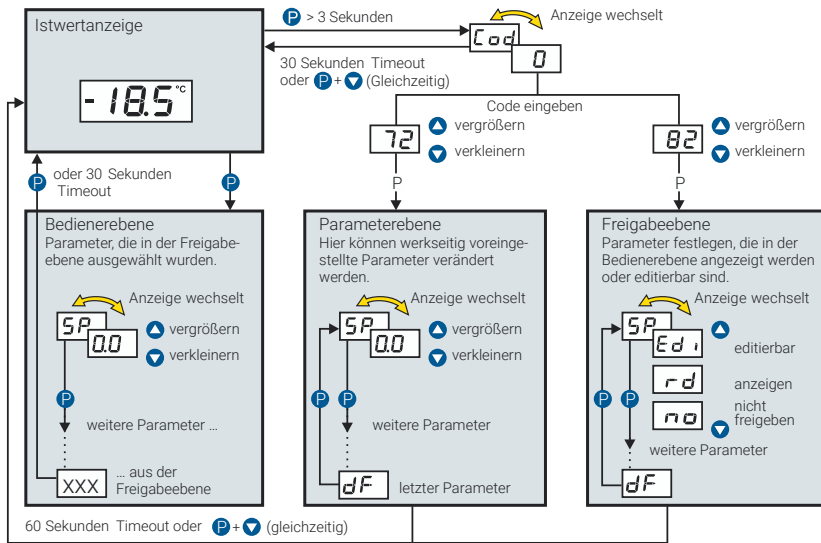 Istwertanzeige
-18.5 °C
P > 3 Sekunden
30 Sekunden Timeout
oder P + (Gleichzeitig)
Cod
0
Anzeige wechselt
Code eingeben
72
vergrößern
verkleinern
P
82
vergrößern
verkleinern
P
P
oder 30 Sekunden
Timeout
P
Bedienerebene
Parameter, die in der Freigabe-
ebene ausgewählt wurden.
Anzeige wechselt
SP
0.0
vergrößern
verkleinern
P
weitere Parameter ...
XXX
... aus der
Freigabeebene
Parameterebene
Hier können werkseitig voreinge-
stellte Parameter verändert
werden.
Anzeige wechselt
SP
0.0
vergrößern
verkleinern
P
P
weitere Parameter
dF
letzter Parameter
Freigabeebene
Parameter festlegen, die in der
Bedienerebene angezeigt werden
oder editierbar sind.
Anzeige wechselt
SP
Edi
editierbar
rd
anzeigen
no
nicht
freigeben
P
P
weitere Parameter
dF
60 Sekunden Timeout oder P + (gleichzeitig)